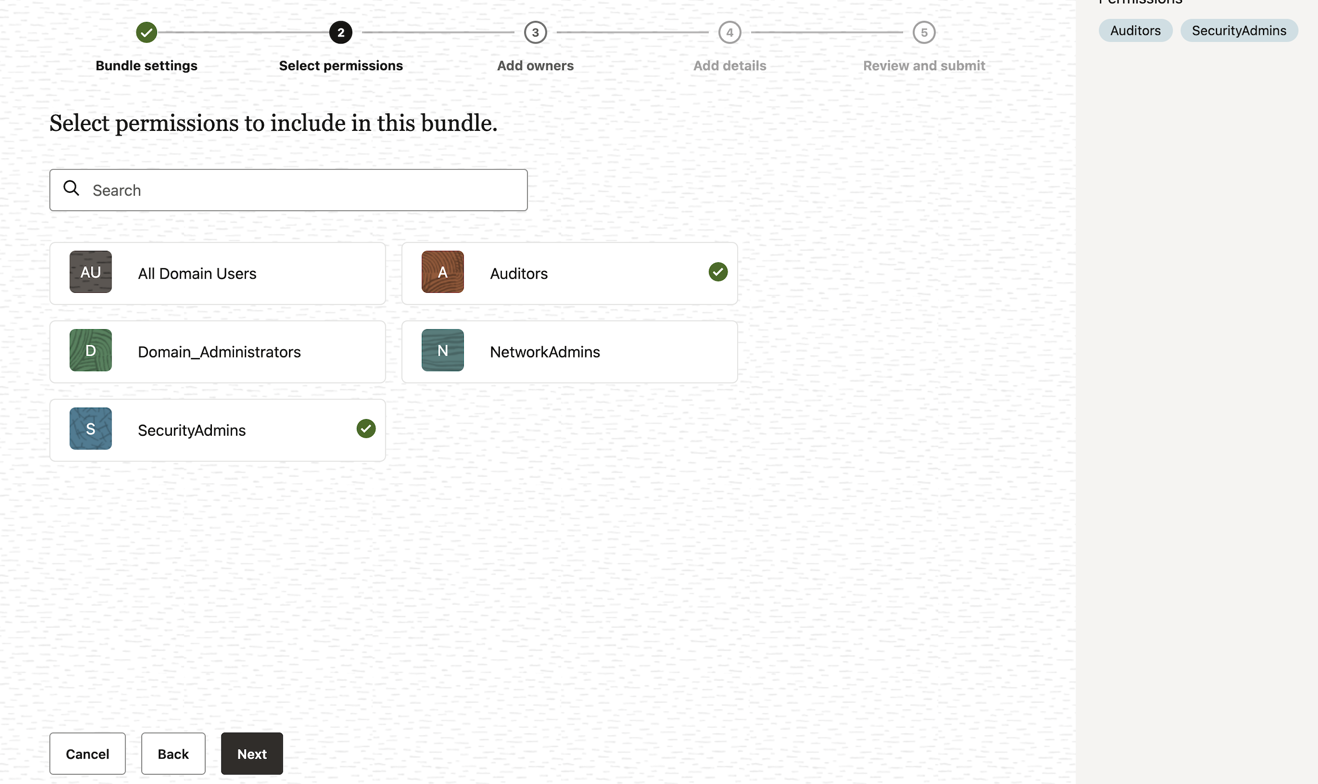 Permissions
Auditors SecurityAdmins
2 3 4 5
Bundle settings Select permissions Add owners Add details Review and submit
Select permissions to include in this bundle.
Search
AU All Domain Users
A Auditors
D Domain_Administrators
N NetworkAdmins
S SecurityAdmins
Cancel Back Next